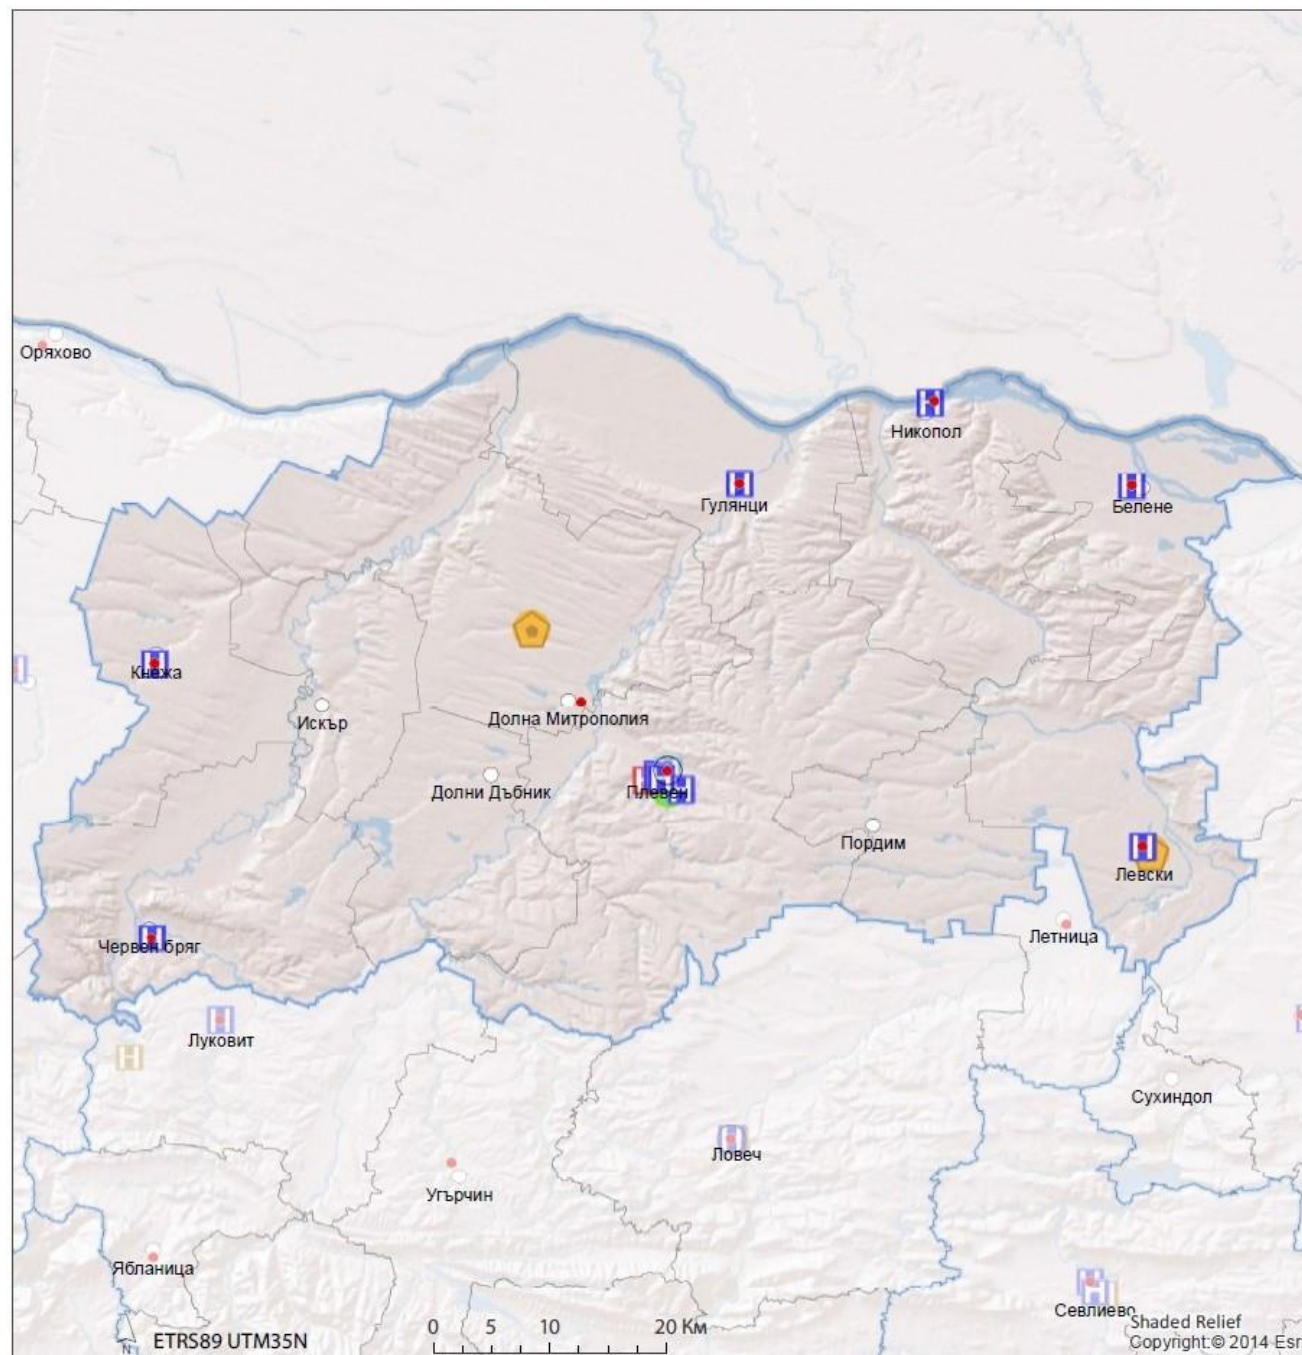 Оряхово
Никопол
Гулянци
Белене
Кнежа
Искър
Долна Митрополия
Долни Дъбник
Плевен
Пордим
Левски
Червен бряг
Летница
Луковит
Сухиндол
Ловеч
Угърчин
Ябланица
Севлиево
Shaded Relief
Copyright:© 2014 Esr
0 5 10 20 Км
ETRS89 UTM35N
N